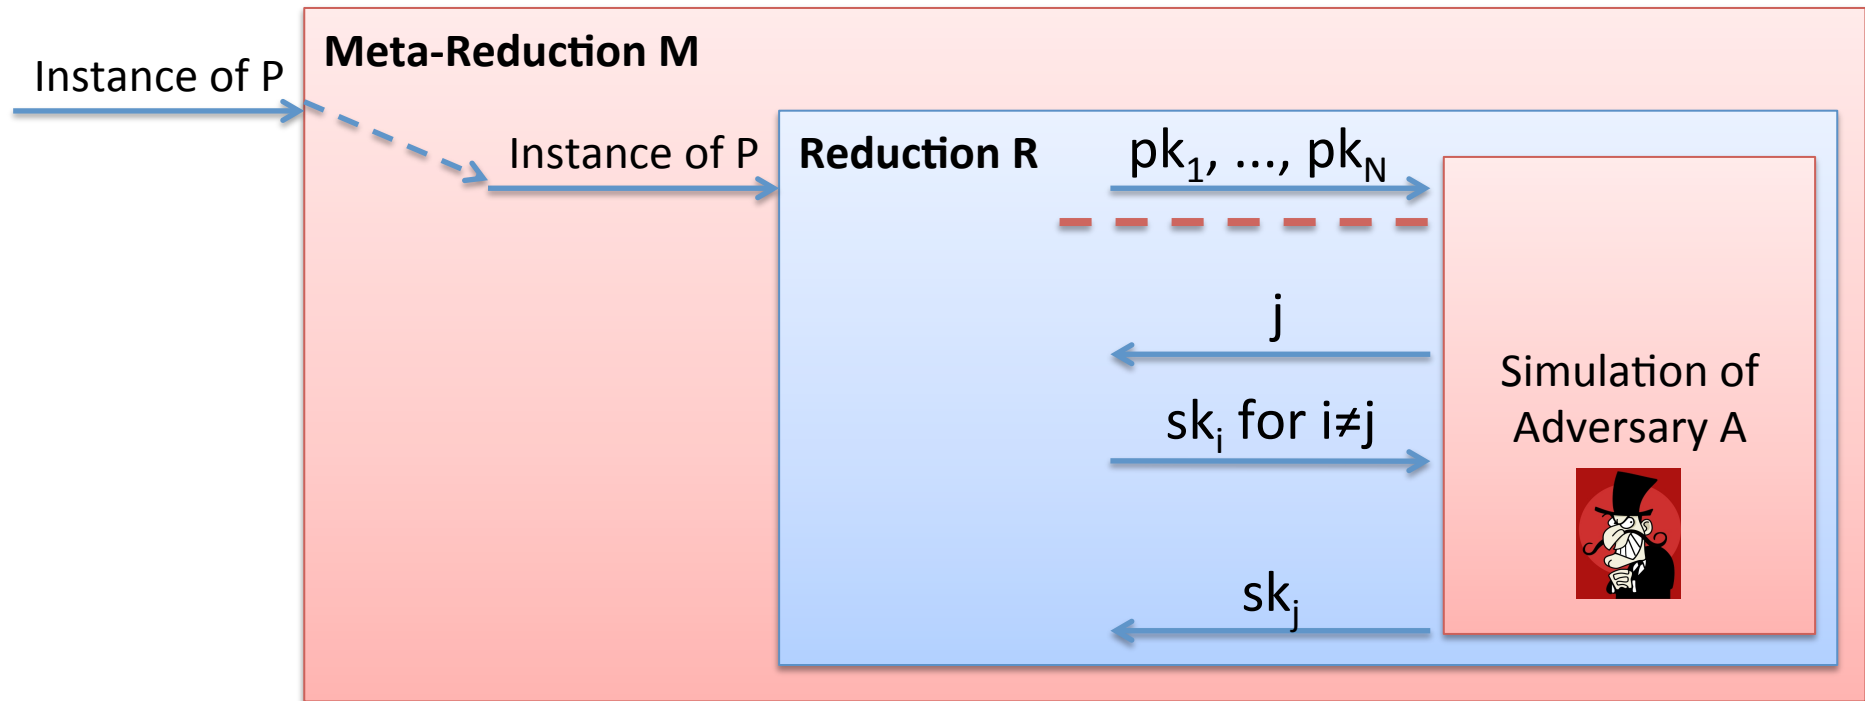 Meta-Reduction M
Instance of P
Instance of P
Reduction R
pk₁, ..., pkₙ
j
skᵢ for i≠j
Simulation of
Adversary A
skⱼ